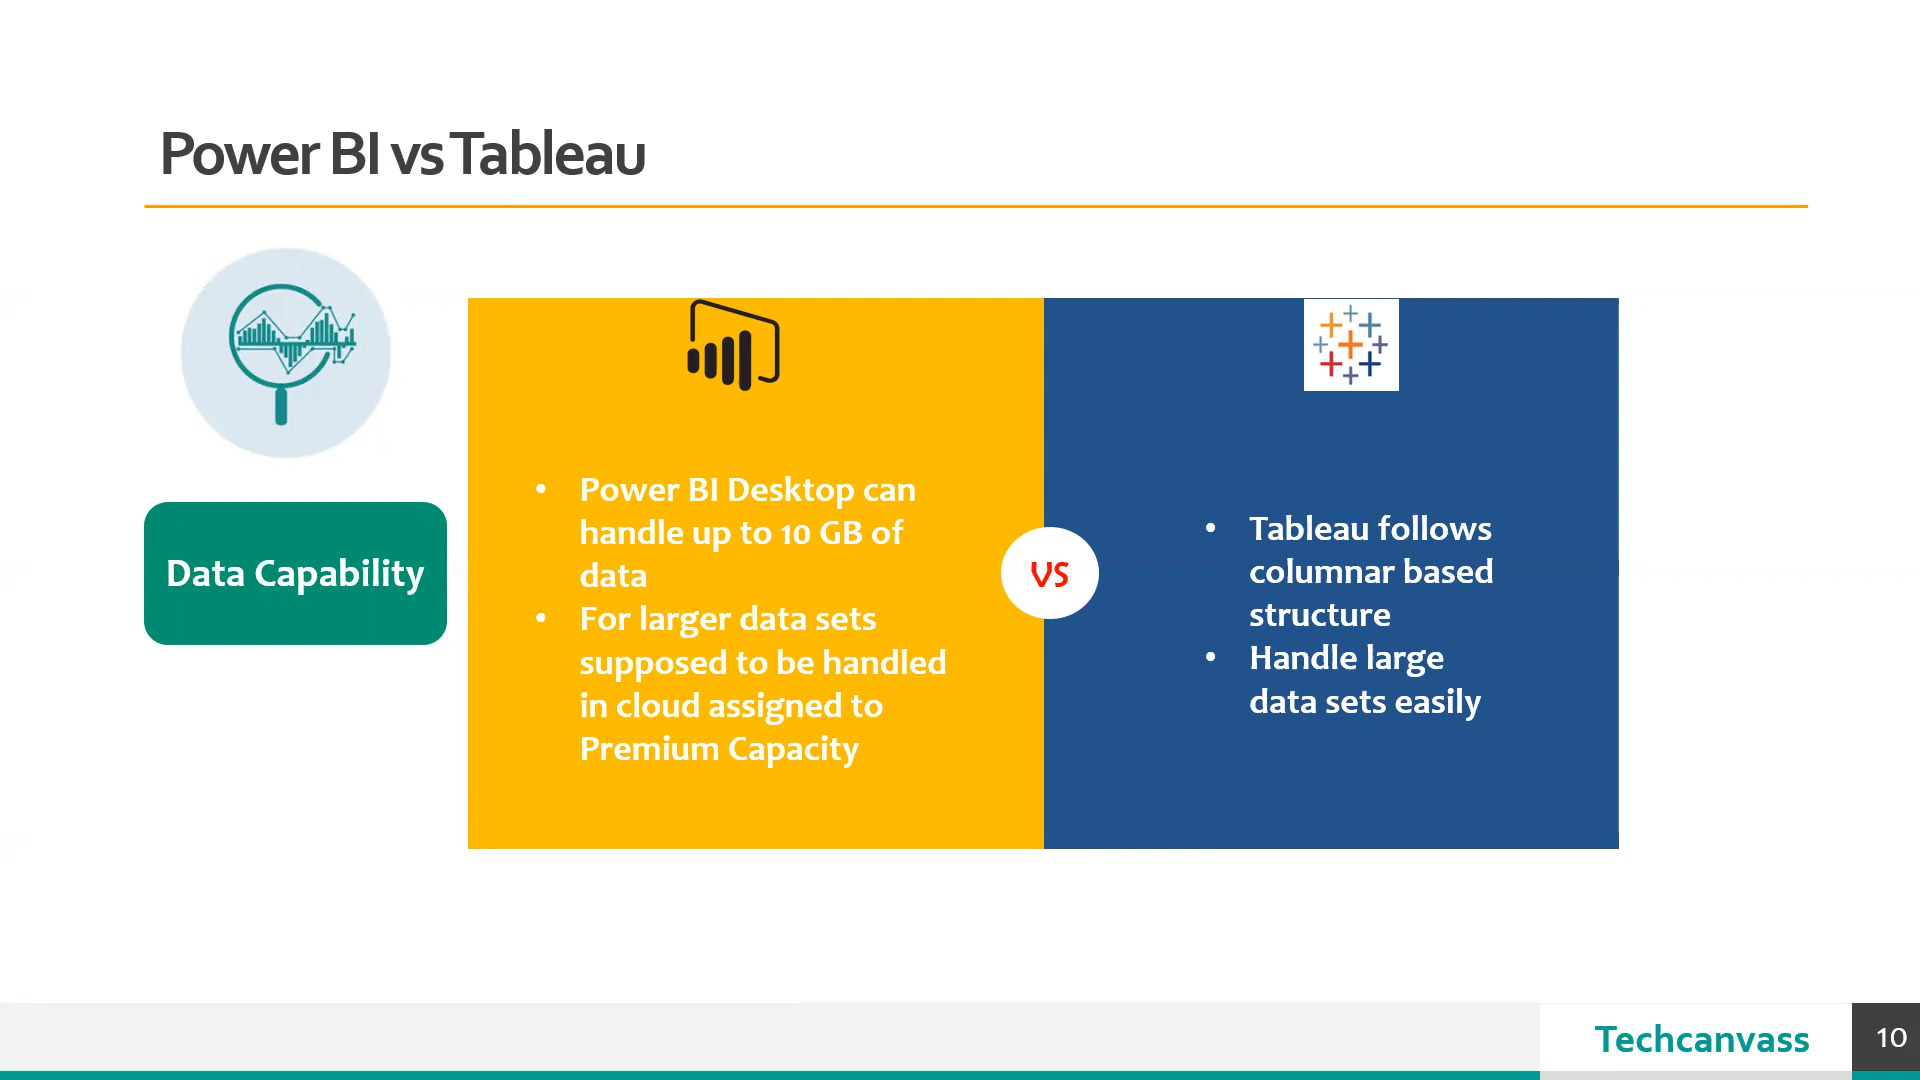 Power BI vs Tableau
Data Capability
• Power BI Desktop can
handle up to 10 GB of
data
• For larger data sets
supposed to be handled
in cloud assigned to
Premium Capacity
VS
• Tableau follows
columnar based
structure
• Handle large
data sets easily
Techcanvass
10